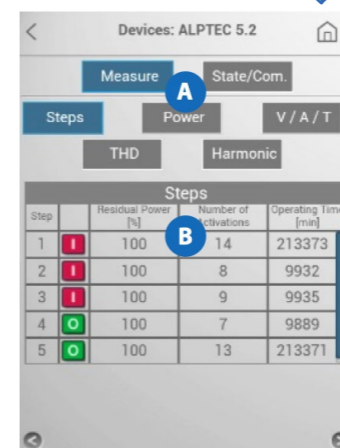 Devices: ALPTEC 5.2
Measure State/Com.
A
Steps Power V / A / T
THD Harmonic
Steps
Step Residual Power [%] Number of Activations Operating Time [min]
1 I 100 14 213373
B
2 I 100 8 9932
3 I 100 9 9935
4 O 100 7 9889
5 O 100 13 213371